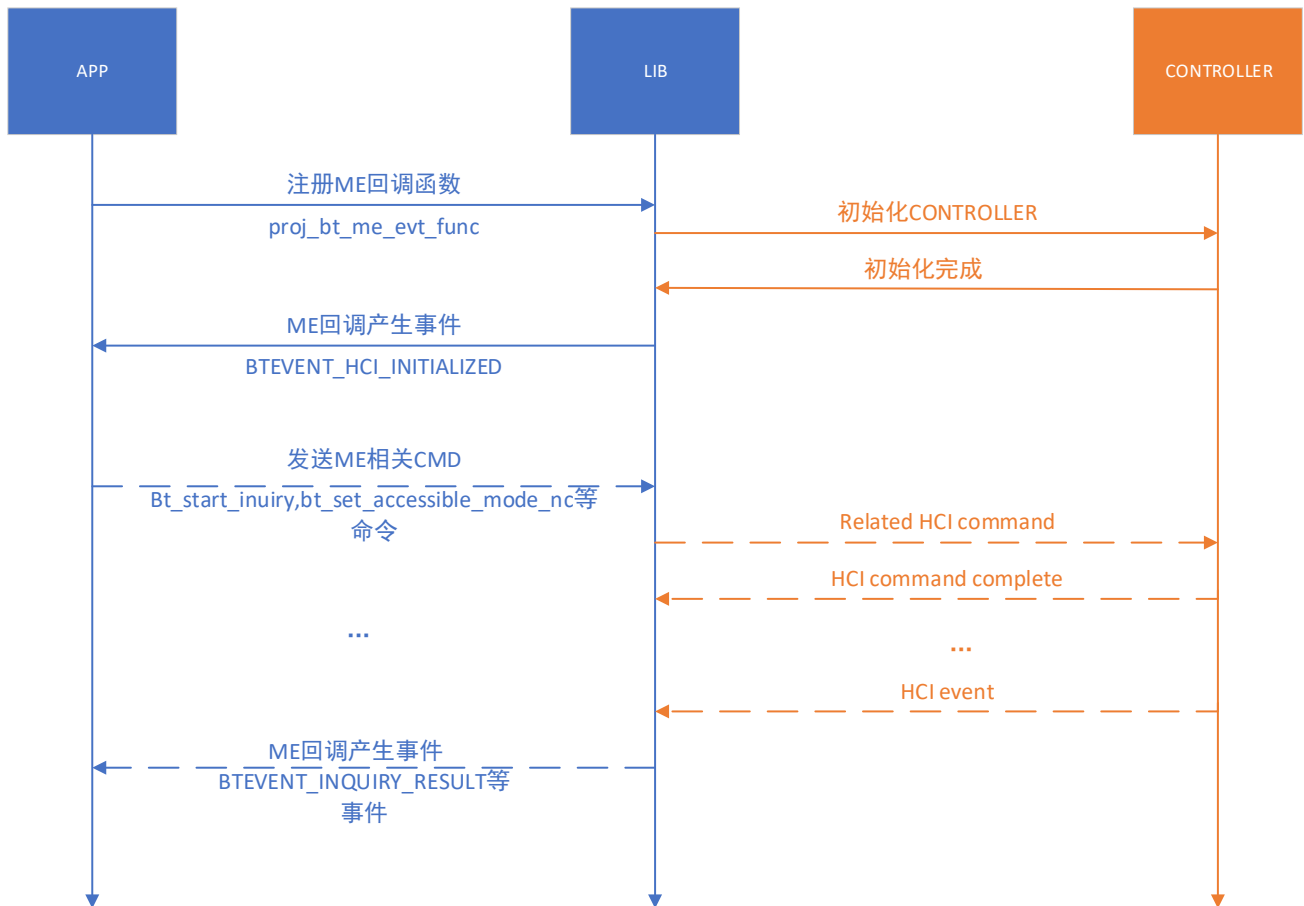 APP
LIB
CONTROLLER
注册ME回调函数
proj_bt_me_evt_func
初始化CONTROLLER
初始化完成
ME回调产生事件
BTEVENT_HCI_INITIALIZED
发送ME相关CMD
Bt_start_inuiry,bt_set_accessible_mode_nc等
命令
Related HCI command
HCI command complete
...
...
HCI event
ME回调产生事件
BTEVENT_INQUIRY_RESULT等
事件